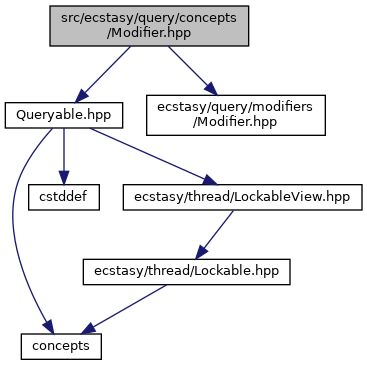 src/ecstasy/query/concepts
/Modifier.hpp
Queryable.hpp
ecstasy/query/modifiers
/Modifier.hpp
cstddef
ecstasy/thread/LockableView.hpp
ecstasy/thread/Lockable.hpp
concepts